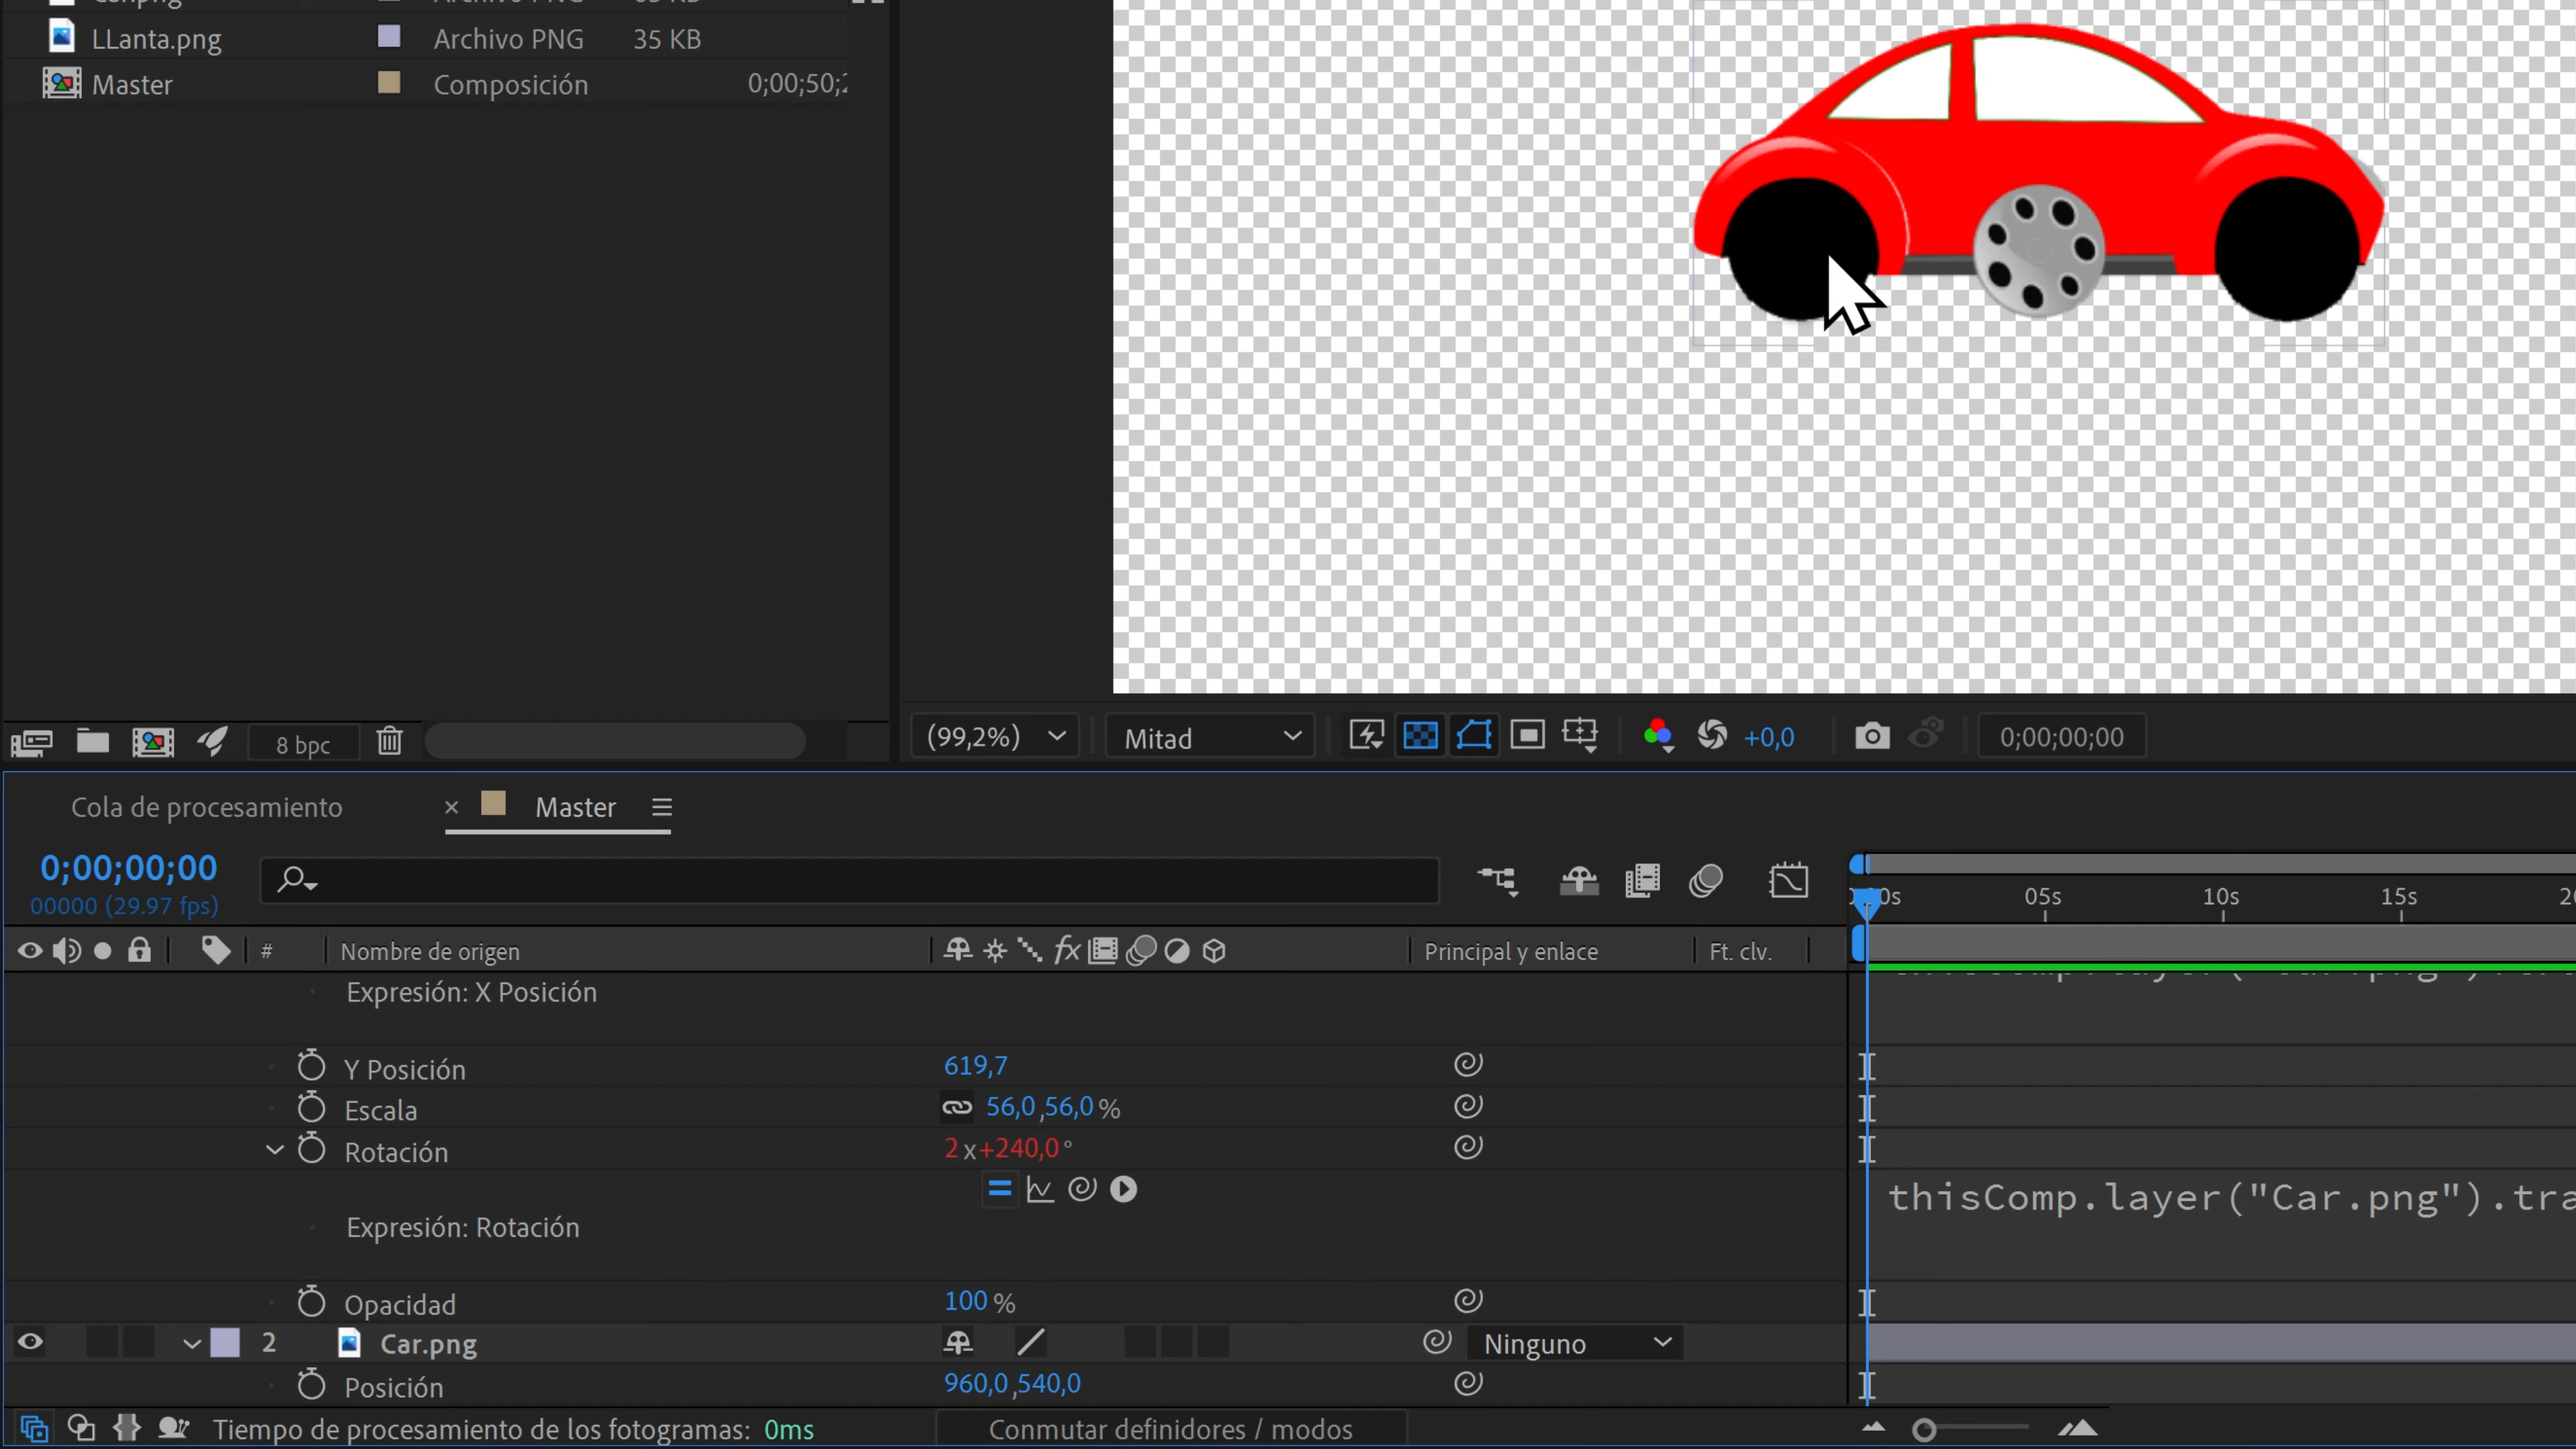 LLanta.png Archivo PNG 35 KB
Master Composición 0;00;50;2
8 bpc
(99,2%) Mitad +0,0 0;00;00;00
Cola de procesamiento × Master
0;00;00;00
00000 (29.97 fps)
05s 10s 15s
# Nombre de origen fx Principal y enlace Ft. clv.
Expresión: X Posición
Y Posición 619,7
Escala 56,0,56,0 %
Rotación 2x+240,0°
thisComp.layer("Car.png").tra
Expresión: Rotación
Opacidad 100 %
2 Car.png Ninguno
Posición 960,0,540,0
Tiempo de procesamiento de los fotogramas: 0ms Conmutar definidores / modos